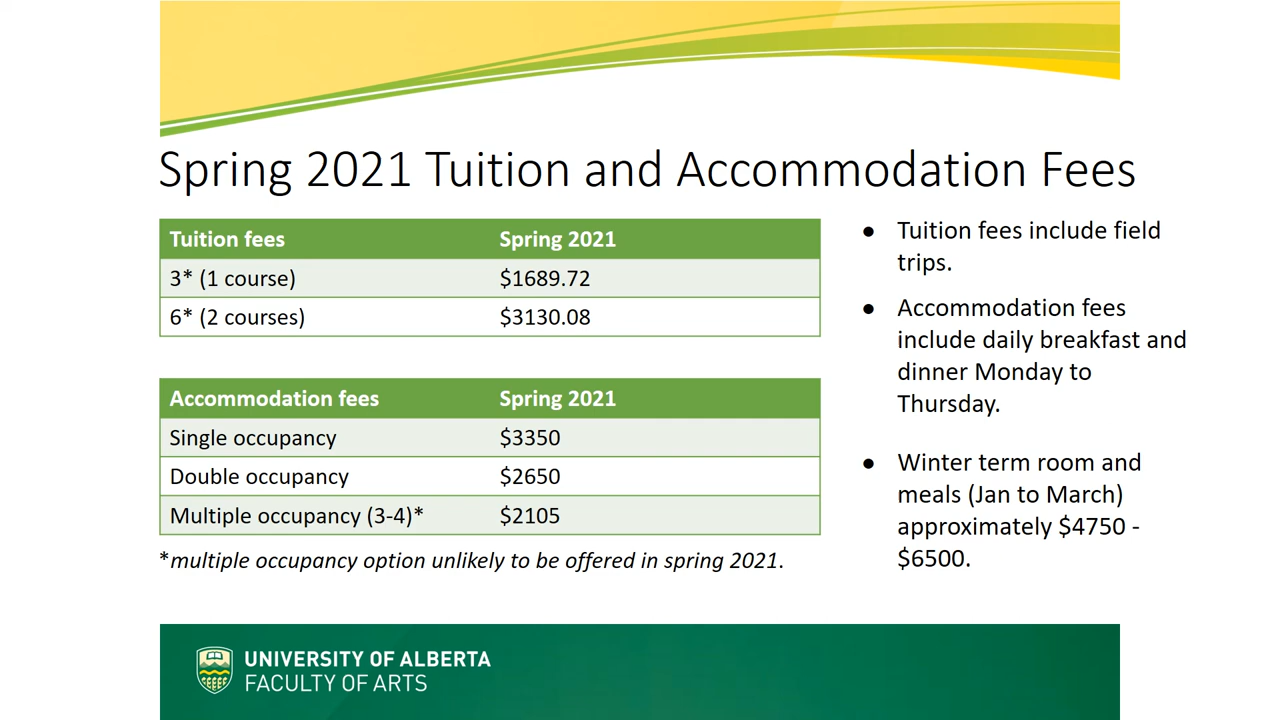 Spring 2021 Tuition and Accommodation Fees
Tuition fees Spring 2021
3* (1 course) $1689.72
6* (2 courses) $3130.08
Accommodation fees Spring 2021
Single occupancy $3350
Double occupancy $2650
Multiple occupancy (3-4)* $2105
*multiple occupancy option unlikely to be offered in spring 2021.
● Tuition fees include field
trips.
● Accommodation fees
include daily breakfast and
dinner Monday to
Thursday.
● Winter term room and
meals (Jan to March)
approximately $4750 -
$6500.
UNIVERSITY OF ALBERTA
FACULTY OF ARTS